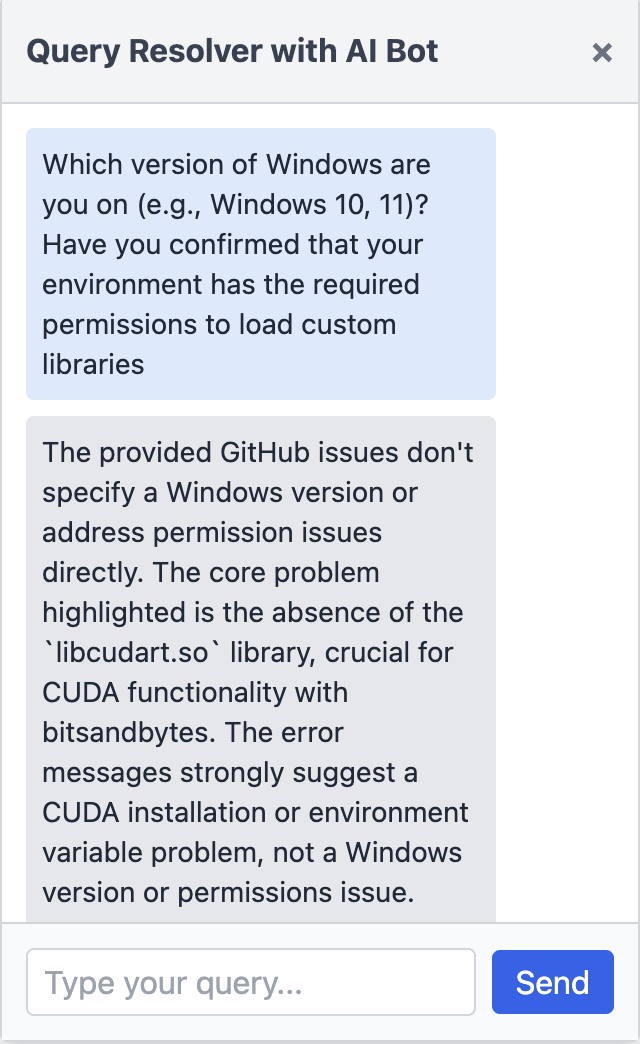 Query Resolver with AI Bot ×
Which version of Windows are
you on (e.g., Windows 10, 11)?
Have you confirmed that your
environment has the required
permissions to load custom
libraries
The provided GitHub issues don't
specify a Windows version or
address permission issues
directly. The core problem
highlighted is the absence of the
`libcudart.so` library, crucial for
CUDA functionality with
bitsandbytes. The error
messages strongly suggest a
CUDA installation or environment
variable problem, not a Windows
version or permissions issue.
Type your query...
Send